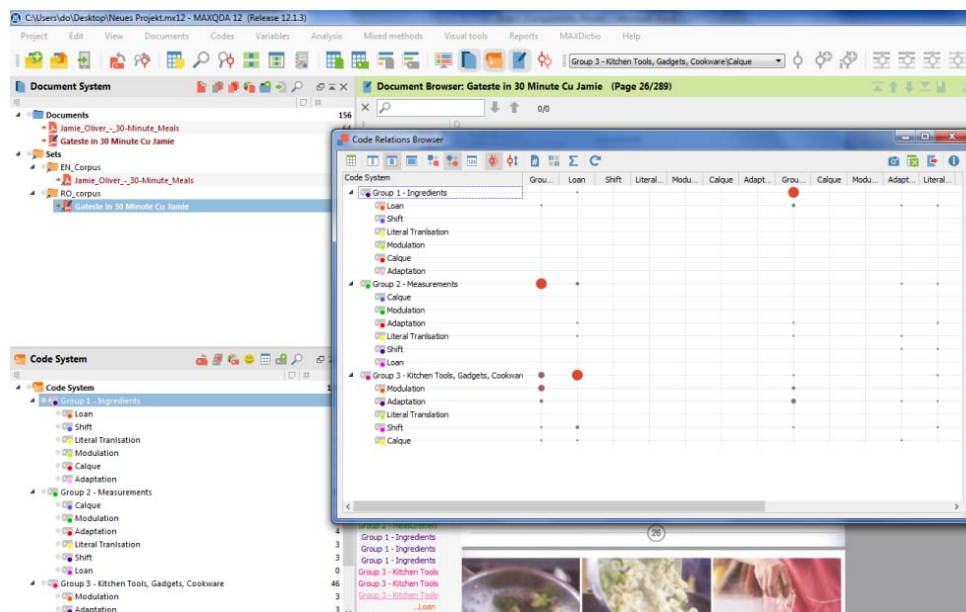 C:\Users\do\Desktop\Neues Projekt.mx12 - MAXQDA 12 (Release 12.1.3)
Project Edit View Documents Codes Variables Analysis Mixed methods Visual tools Reports MAXDictio Help
Group 3 - Kitchen Tools, Gadgets, Cookware\Calque
Document System
Document Browser: Gateste in 30 Minute Cu Jamie (Page 26/289)
0/0
Documents 156
Jamie_Oliver_-_30-Minute_Meals 64
Gateste in 30 Minute Cu Jamie
Sets
EN_Corpus
Jamie_Oliver_-_30-Minute_Meals
RO_corpus
Gateste in 30 Minute Cu Jamie
Code Relations Browser
Code System Grou... Loan Shift Literal... Modu... Calque Adapt... Grou... Calque Modu... Adapt... Literal...
Group 1 - Ingredients
Loan
Shift
Literal Tranlsation
Modulation
Calque
Adaptation
Group 2 - Measurements
Calque
Modulation
Adaptation
Literal Tranlsation
Shift
Loan
Group 3 - Kitchen Tools, Gadgets, Cookwar
Modulation
Adaptation
Literal Translation
Shift
Calque
Code System
Code System
Group 1 - Ingredients
Loan
Shift
Literal Tranlsation
Modulation
Calque
Adaptation
Group 2 - Measurements
Calque
Modulation
Adaptation 4
Literal Tranlsation 3
Shift 3
Loan 0
Group 3 - Kitchen Tools, Gadgets, Cookware 46
Modulation 3
Adaptation 3
Group 2 - Measurement
Group 1 - Ingredients
Group 1 - Ingredients
Group 1 - Ingredients
Group 3 - Kitchen Tools
Group 3 - Kitchen Tools
Group 3 - Kitchen Tools
..Loan
26